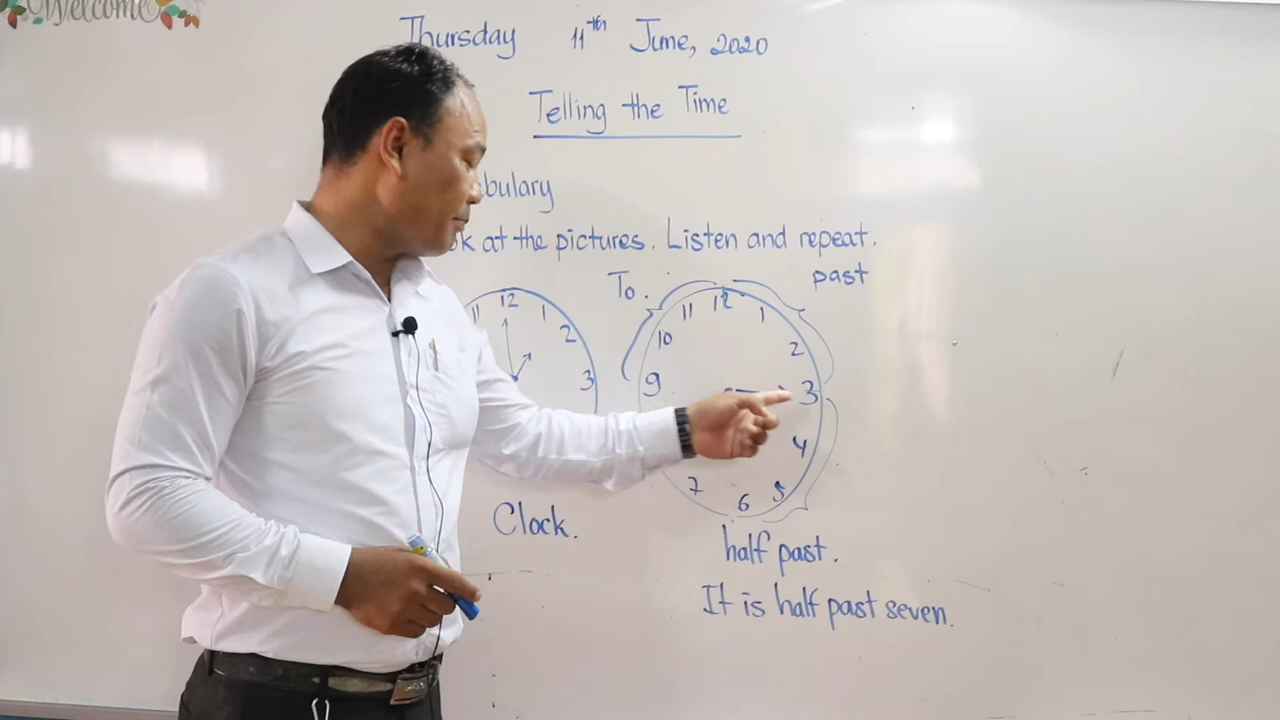 Welcome
Thursday 11th June, 2020
Telling the Time
at the pictures. Listen and repeat.
To. past
11 12 1 2 3
9 10 11 12 1 2 3 4 5 6 7
Clock.
half past.
It is half past seven.